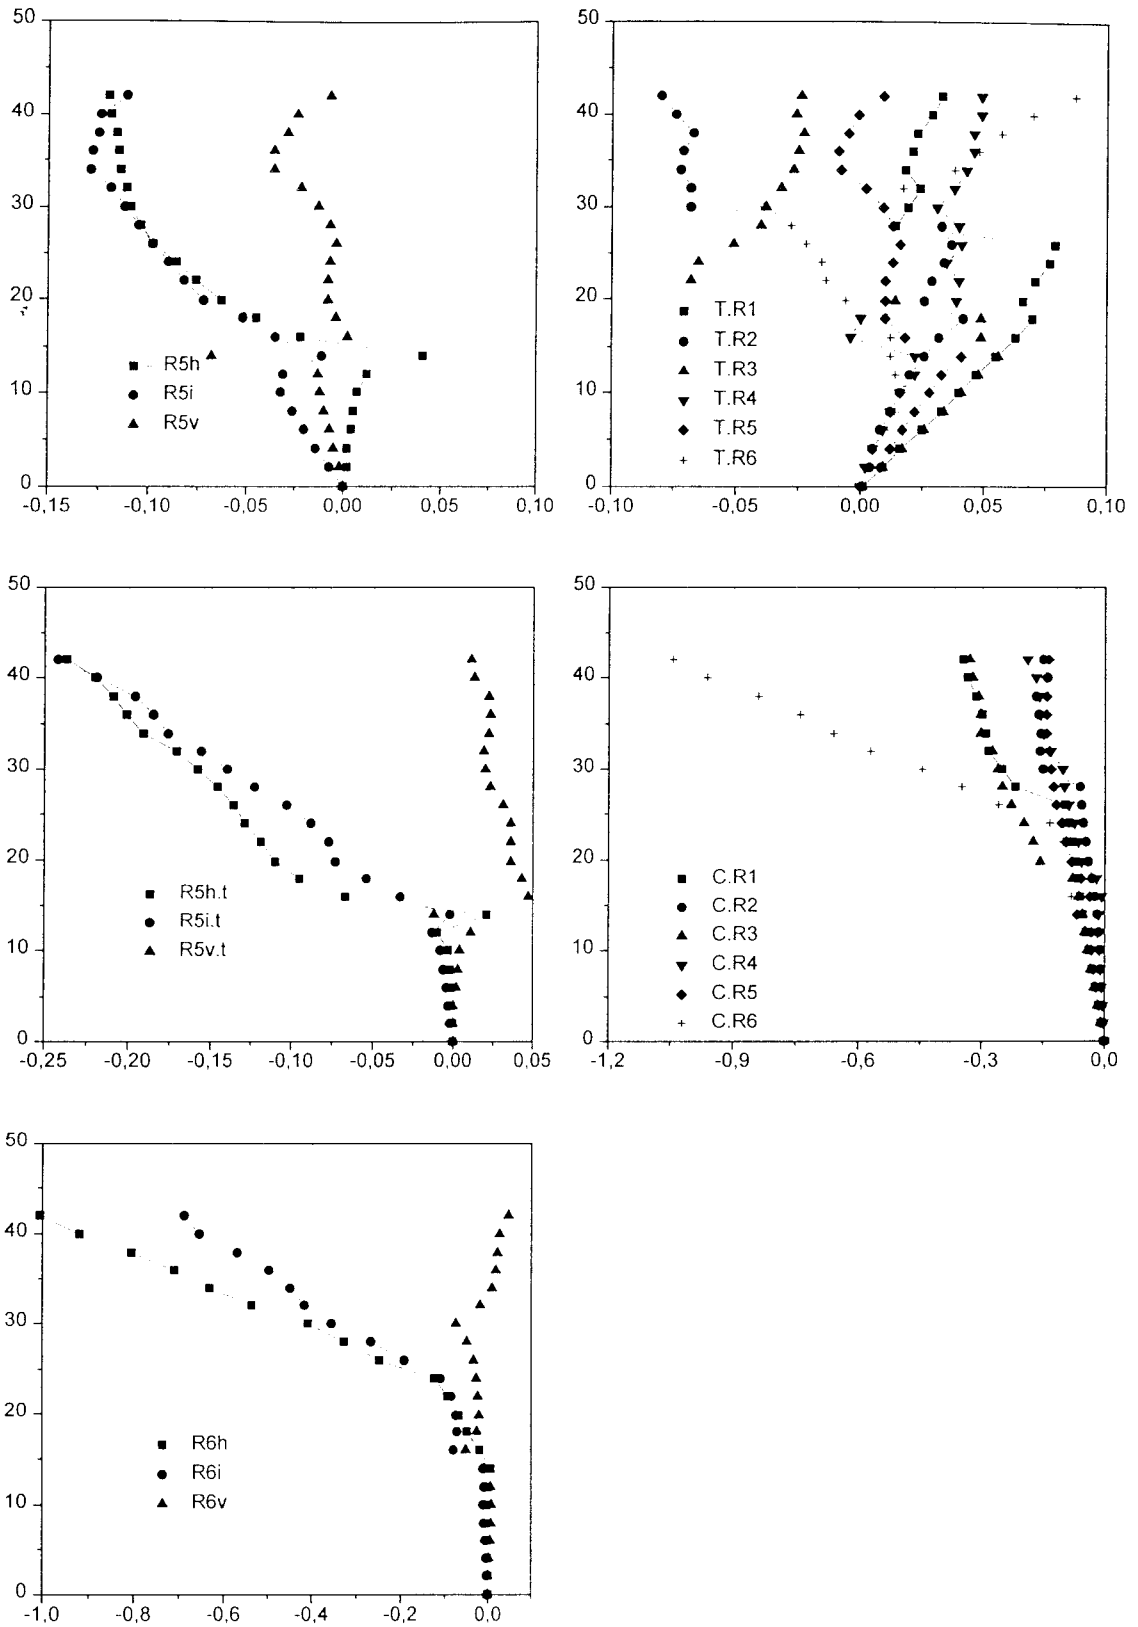 50
40
30
20
10
0
R5h
R5i
R5v
-0,15 -0,10 -0,05 0,00 0,05 0,10
50
40
30
20
10
0
T.R1
T.R2
T.R3
T.R4
T.R5
T.R6
-0,10 -0,05 0,00 0,05 0,10
50
40
30
20
10
0
R5h.t
R5i.t
R5v.t
-0,25 -0,20 -0,15 -0,10 -0,05 0,00 0,05
50
40
30
20
10
0
C.R1
C.R2
C.R3
C.R4
C.R5
C.R6
-1,2 -0,9 -0,6 -0,3 0,0
50
40
30
20
10
0
R6h
R6i
R6v
-1,0 -0,8 -0,6 -0,4 -0,2 0,0